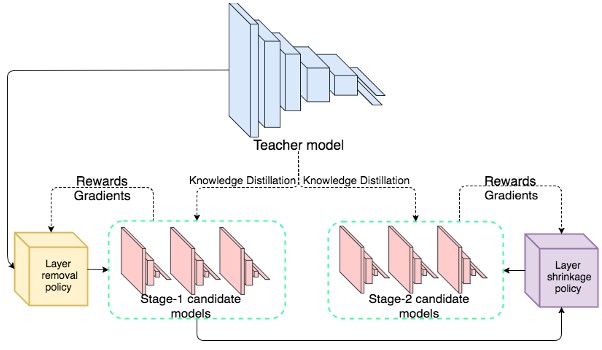 Teacher model
Knowledge Distillation Knowledge Distillation
Rewards
Gradients
Rewards
Gradients
Layer
removal
policy
Stage-1 candidate
models
Stage-2 candidate
models
Layer
shrinkage
policy